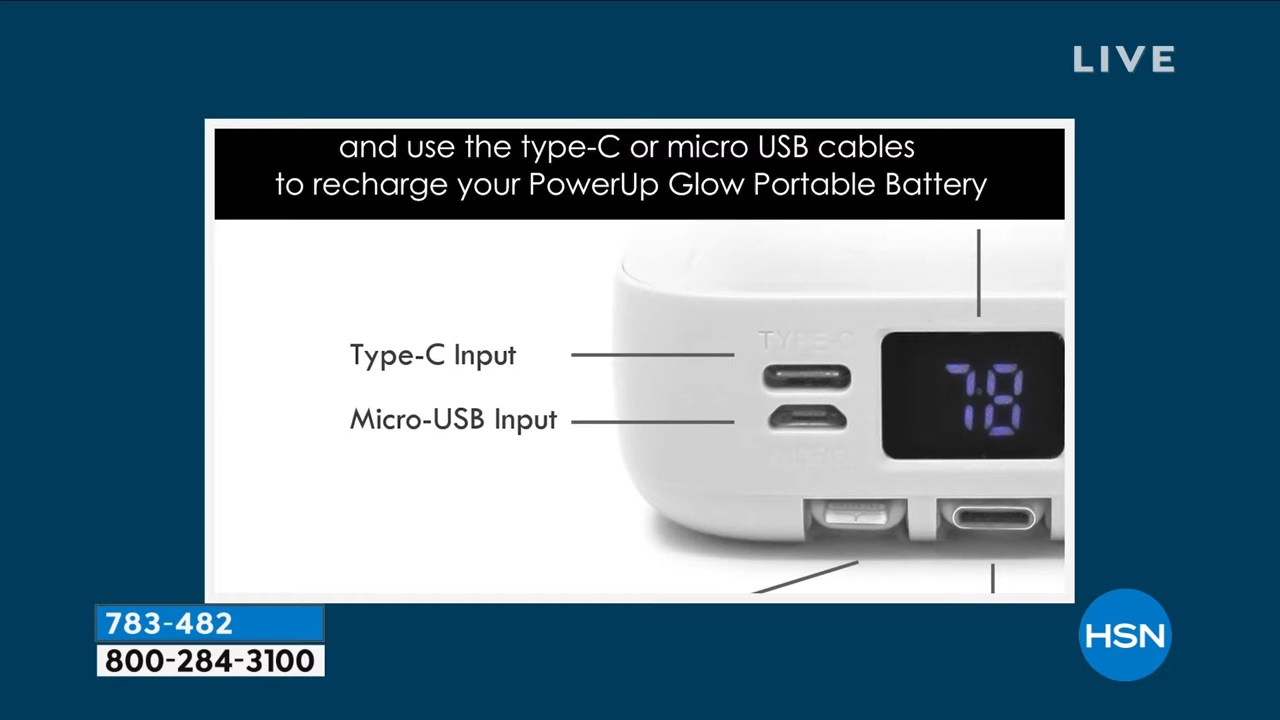 LIVE
and use the type-C or micro USB cables
to recharge your PowerUp Glow Portable Battery
Type-C Input
Micro-USB Input
TYPE-C
78
783-482
800-284-3100
HSN